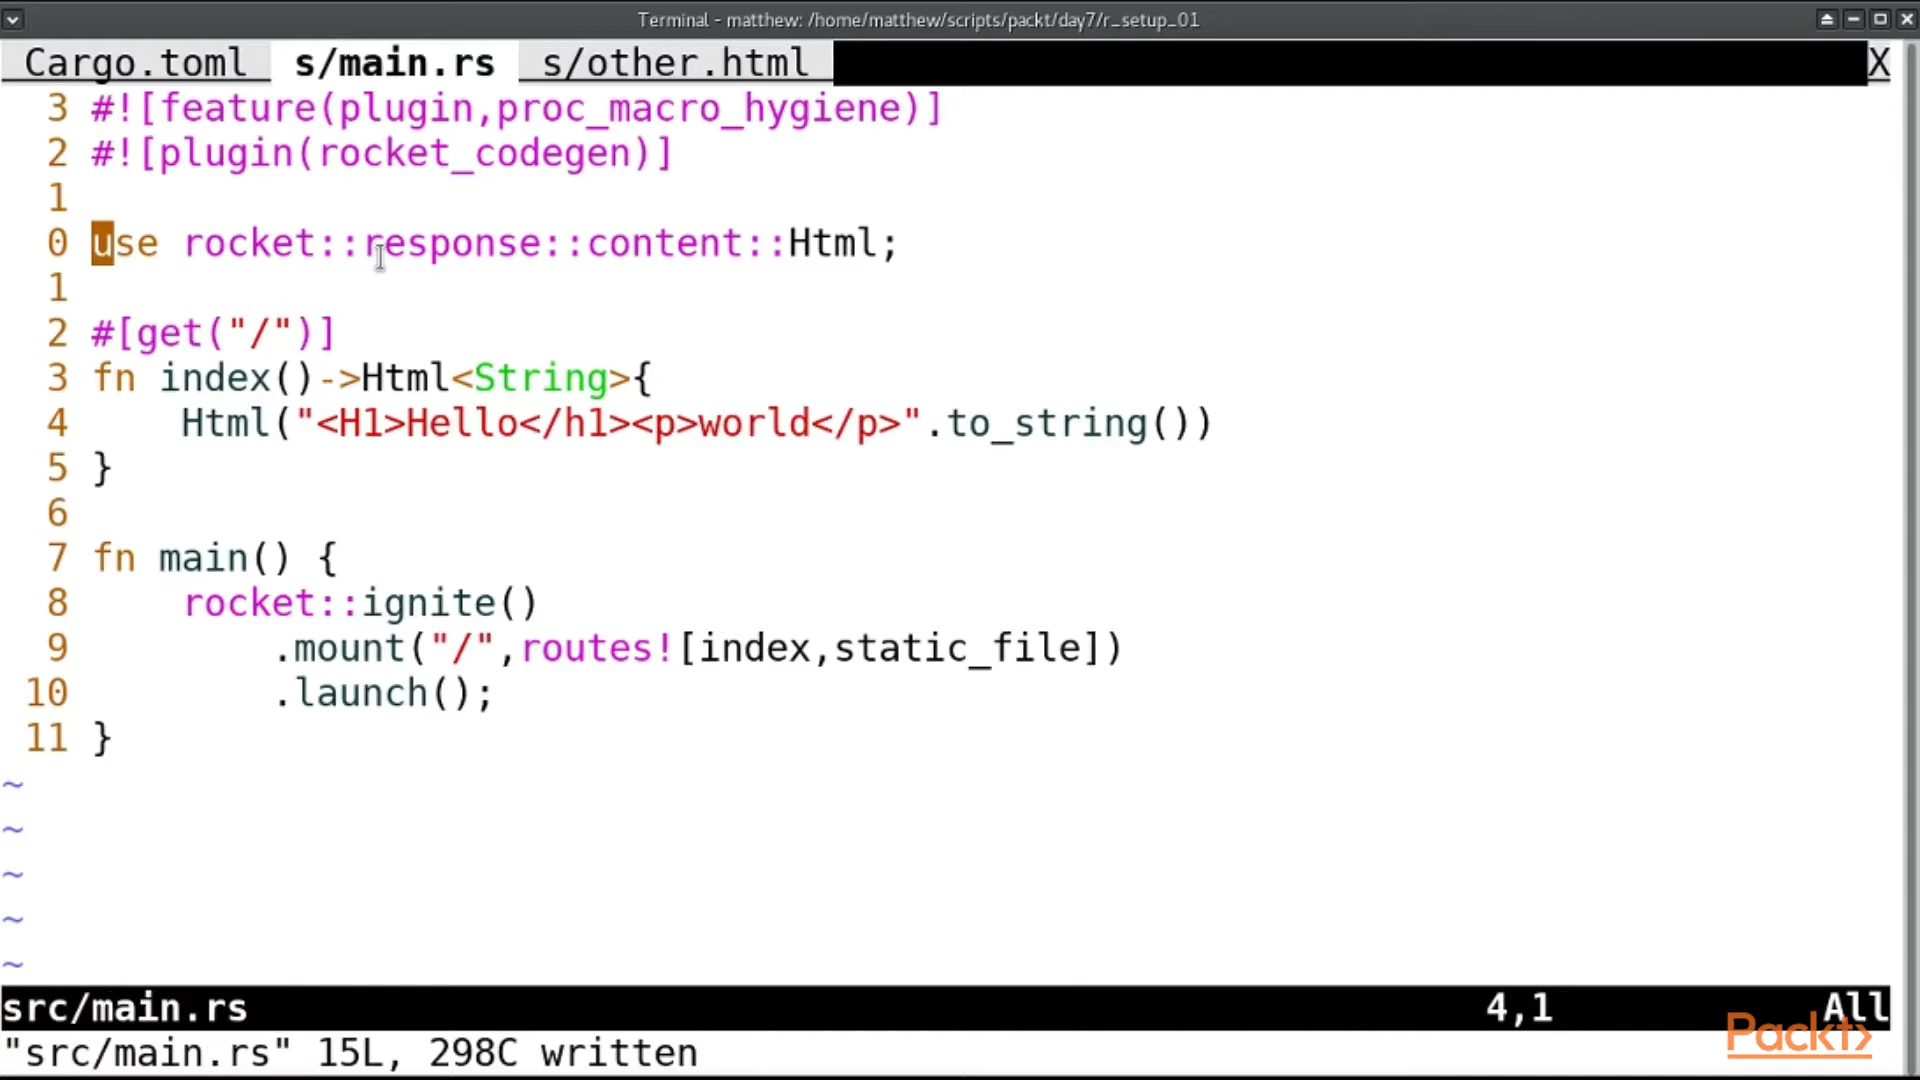 Terminal - matthew: /home/matthew/scripts/packt/day7/r_setup_01
Cargo.toml s/main.rs s/other.html X
3 #![feature(plugin,proc_macro_hygiene)]
2 #![plugin(rocket_codegen)]
1
0 use rocket::response::content::Html;
1
2 #[get("/")]
3 fn index()->Html<String>{
4     Html("<H1>Hello</h1><p>world</p>".to_string())
5 }
6
7 fn main() {
8     rocket::ignite()
9         .mount("/",routes![index,static_file])
10         .launch();
11 }
~
~
~
~
~
src/main.rs 4,1 All
"src/main.rs" 15L, 298C written
Packt>